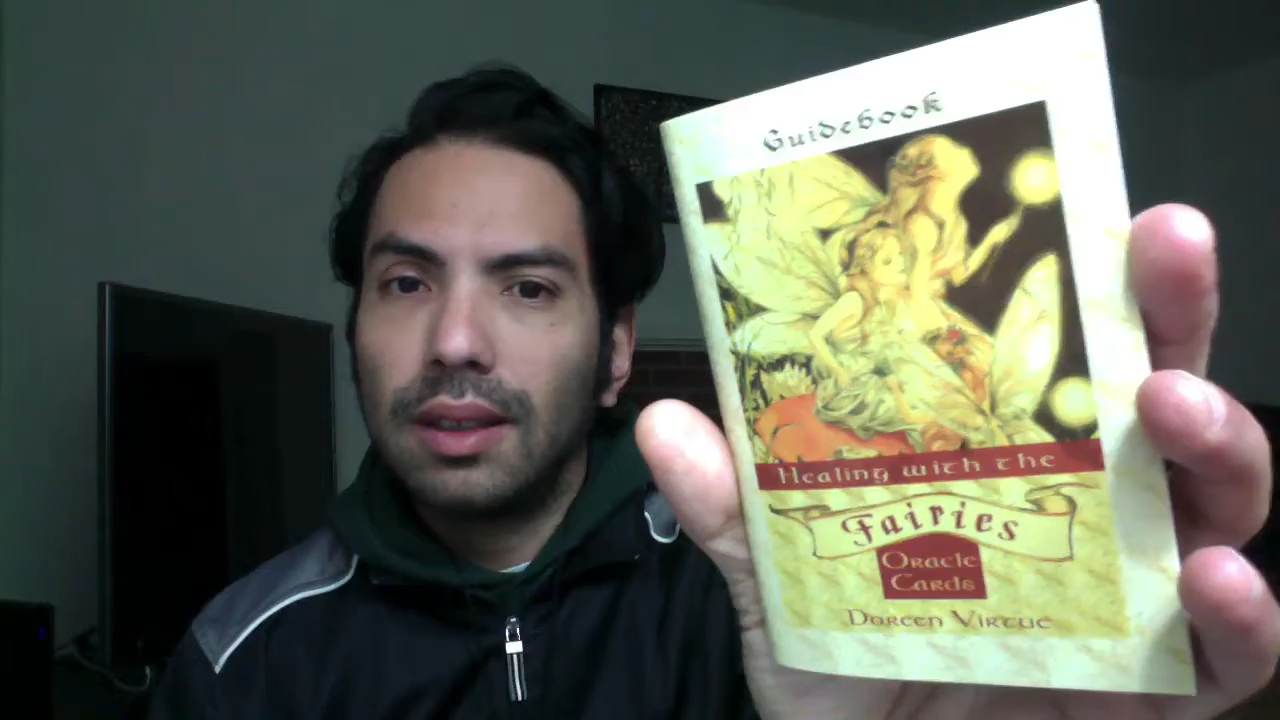 Guidebook
Healing with the
Fairies
Oracle
Cards
Doreen Virtue